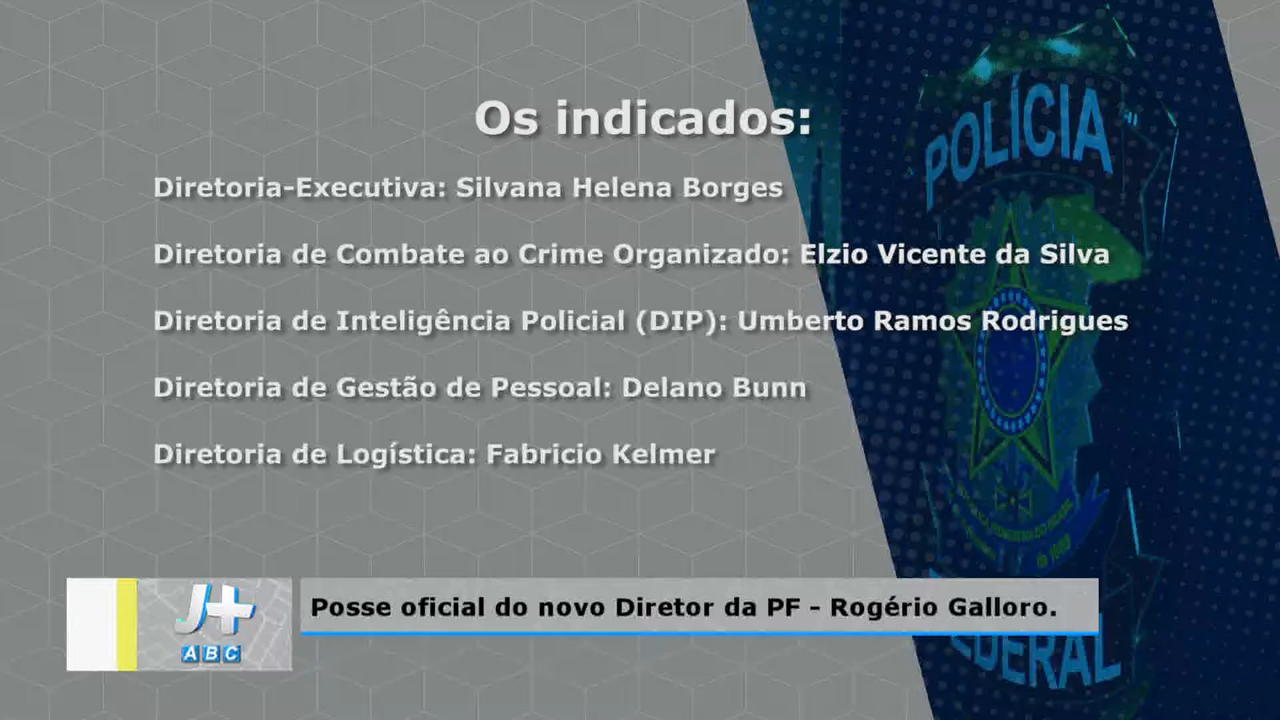 Os indicados:
Diretoria-Executiva: Silvana Helena Borges
Diretoria de Combate ao Crime Organizado: Elzio Vicente da Silva
Diretoria de Inteligência Policial (DIP): Umberto Ramos Rodrigues
Diretoria de Gestão de Pessoal: Delano Bunn
Diretoria de Logística: Fabricio Kelmer
POLÍCIA
FEDERAL
J+
ABC
Posse oficial do novo Diretor da PF - Rogério Galloro.